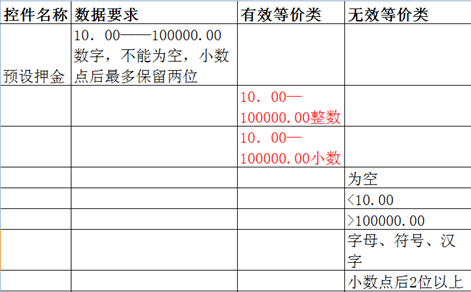 控件名称 数据要求 有效等价类 无效等价类
10. 00——100000.00
数字，不能为空，小数
预设押金 点后最多保留两位
10. 00—
100000.00整数
10. 00—
100000.00小数
为空
<10.00
>100000.00
字母、符号、汉
字
小数点后2位以上